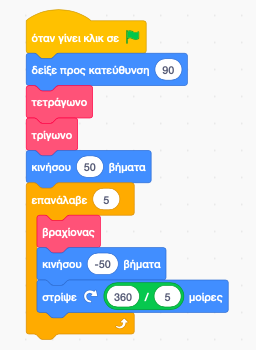 όταν γίνει κλικ σε
δείξε προς κατεύθυνση 90
τετράγωνο
τρίγωνο
κινήσου 50 βήματα
επανάλαβε 5
βραχίονας
κινήσου -50 βήματα
στρίψε 360 / 5 μοίρες